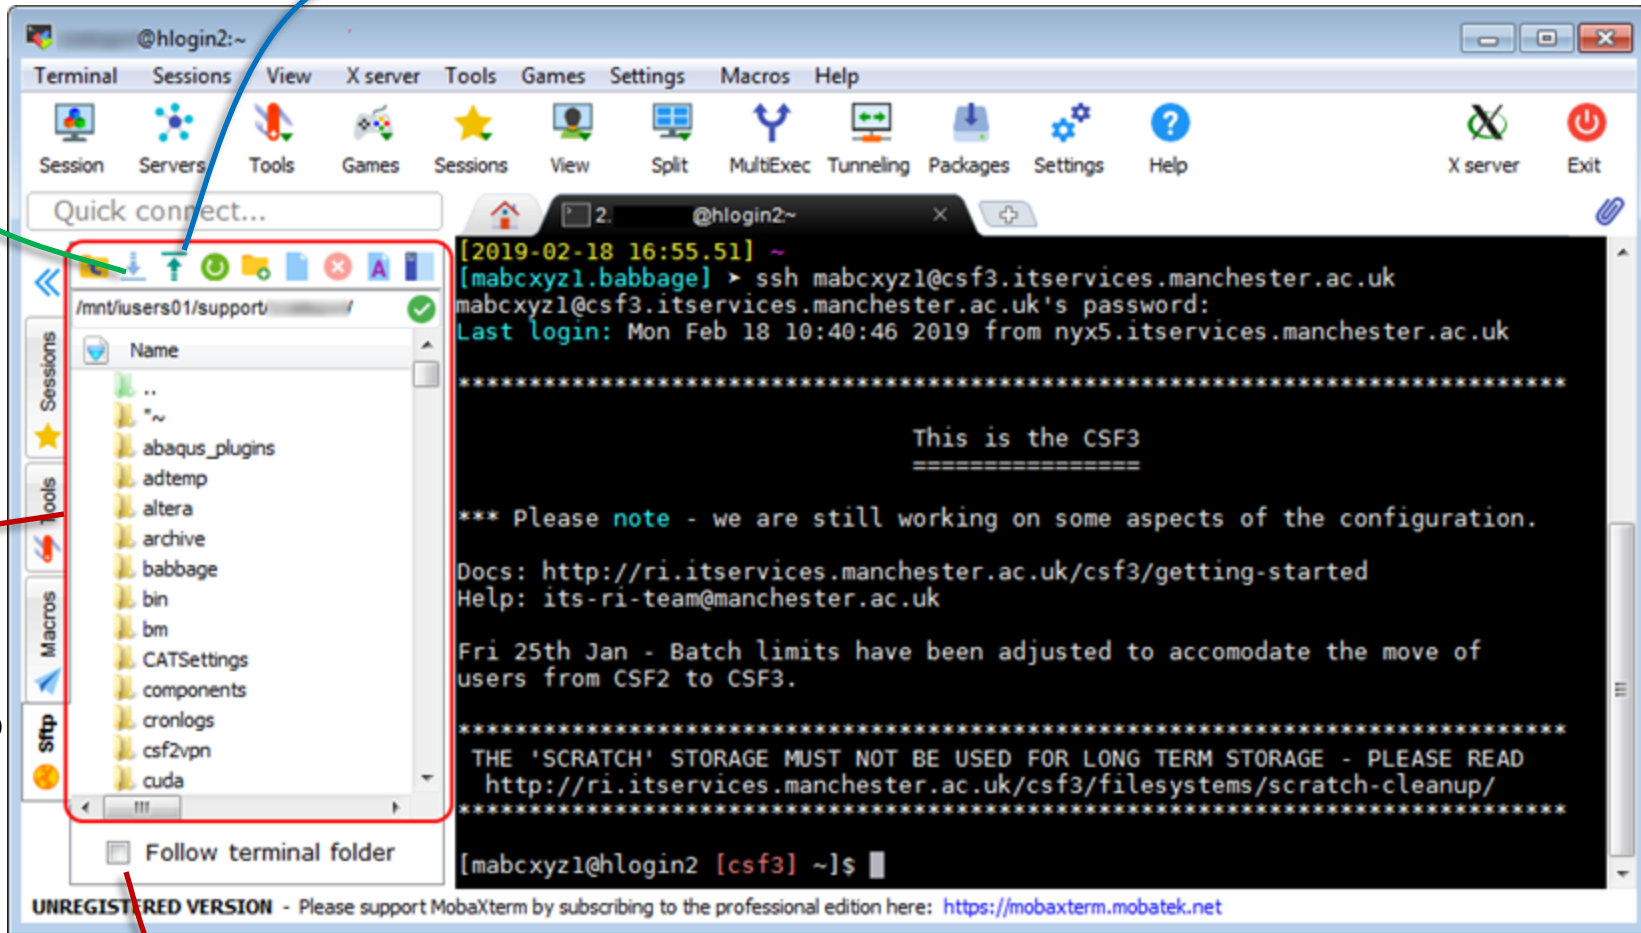 @hlogin2:~
Terminal Sessions View X server Tools Games Settings Macros Help
Session Servers Tools Games Sessions View Split MultiExec Tunneling Packages Settings Help X server Exit
Quick connect...
2. @hlogin2:~
/mnt/iusers01/support/ /
Name
..
"~
abaqus_plugins
adtemp
altera
archive
babbage
bin
bm
CATSettings
components
cronlogs
csf2vpn
cuda
Follow terminal folder
Sessions
Tools
Macros
Sftp
[2019-02-18 16:55.51] ~
[mabcxyz1.babbage] ➤ ssh mabcxyz1@csf3.itservices.manchester.ac.uk
mabcxyz1@csf3.itservices.manchester.ac.uk's password:
Last login: Mon Feb 18 10:40:46 2019 from nyx5.itservices.manchester.ac.uk
******************************************************************************
This is the CSF3
================
*** Please note - we are still working on some aspects of the configuration.
Docs: http://ri.itservices.manchester.ac.uk/csf3/getting-started
Help: its-ri-team@manchester.ac.uk
Fri 25th Jan - Batch limits have been adjusted to accomodate the move of
users from CSF2 to CSF3.
******************************************************************************
THE 'SCRATCH' STORAGE MUST NOT BE USED FOR LONG TERM STORAGE - PLEASE READ
http://ri.itservices.manchester.ac.uk/csf3/filesystems/scratch-cleanup/
******************************************************************************
[mabcxyz1@hlogin2 [csf3] ~]$
UNREGISTERED VERSION - Please support MobaXterm by subscribing to the professional edition here: https://mobaxterm.mobatek.net